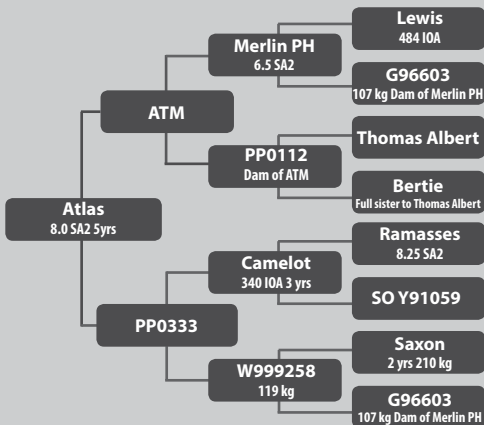 Lewis
484 IOA
Merlin PH
6.5 SA2
G96603
107 kg Dam of Merlin PH
ATM
Thomas Albert
PP0112
Dam of ATM
Bertie
Full sister to Thomas Albert
Atlas
8.0 SA2 5yrs
Ramasses
8.25 SA2
Camelot
340 IOA 3 yrs
SO Y91059
PP0333
Saxon
2 yrs 210 kg
W999258
119 kg
G96603
107 kg Dam of Merlin PH